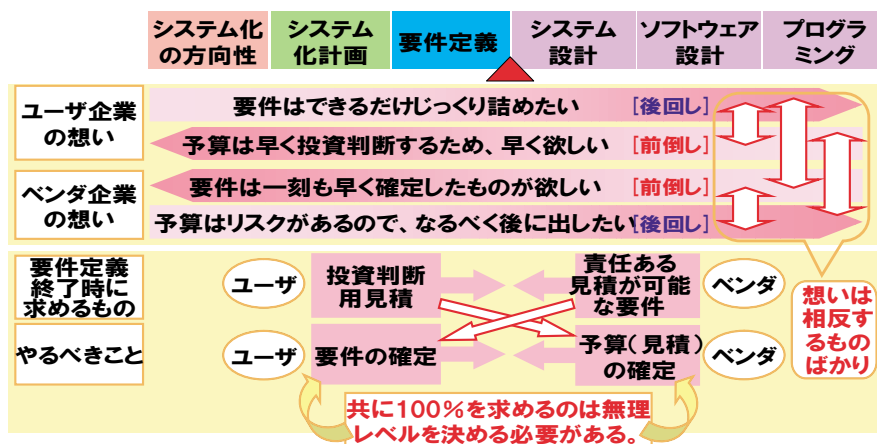 システム化
の方向性
システム
化計画
要件定義
システム
設計
ソフトウェア
設計
プログラ
ミング
ユーザ企業
の想い
要件はできるだけじっくり詰めたい [後回し]
予算は早く投資判断するため、早く欲しい [前倒し]
ベンダ企業
の想い
要件は一刻も早く確定したものが欲しい [前倒し]
予算はリスクがあるので、なるべく後に出したい[後回し]
要件定義
終了時に
求めるもの
ユーザ
投資判断
用見積
責任ある
見積が可能
な要件
ベンダ
想いは
相反す
るもの
ばかり
やるべきこと
ユーザ
要件の確定
予算(見積)
の確定
ベンダ
共に100%を求めるのは無理
レベルを決める必要がある。